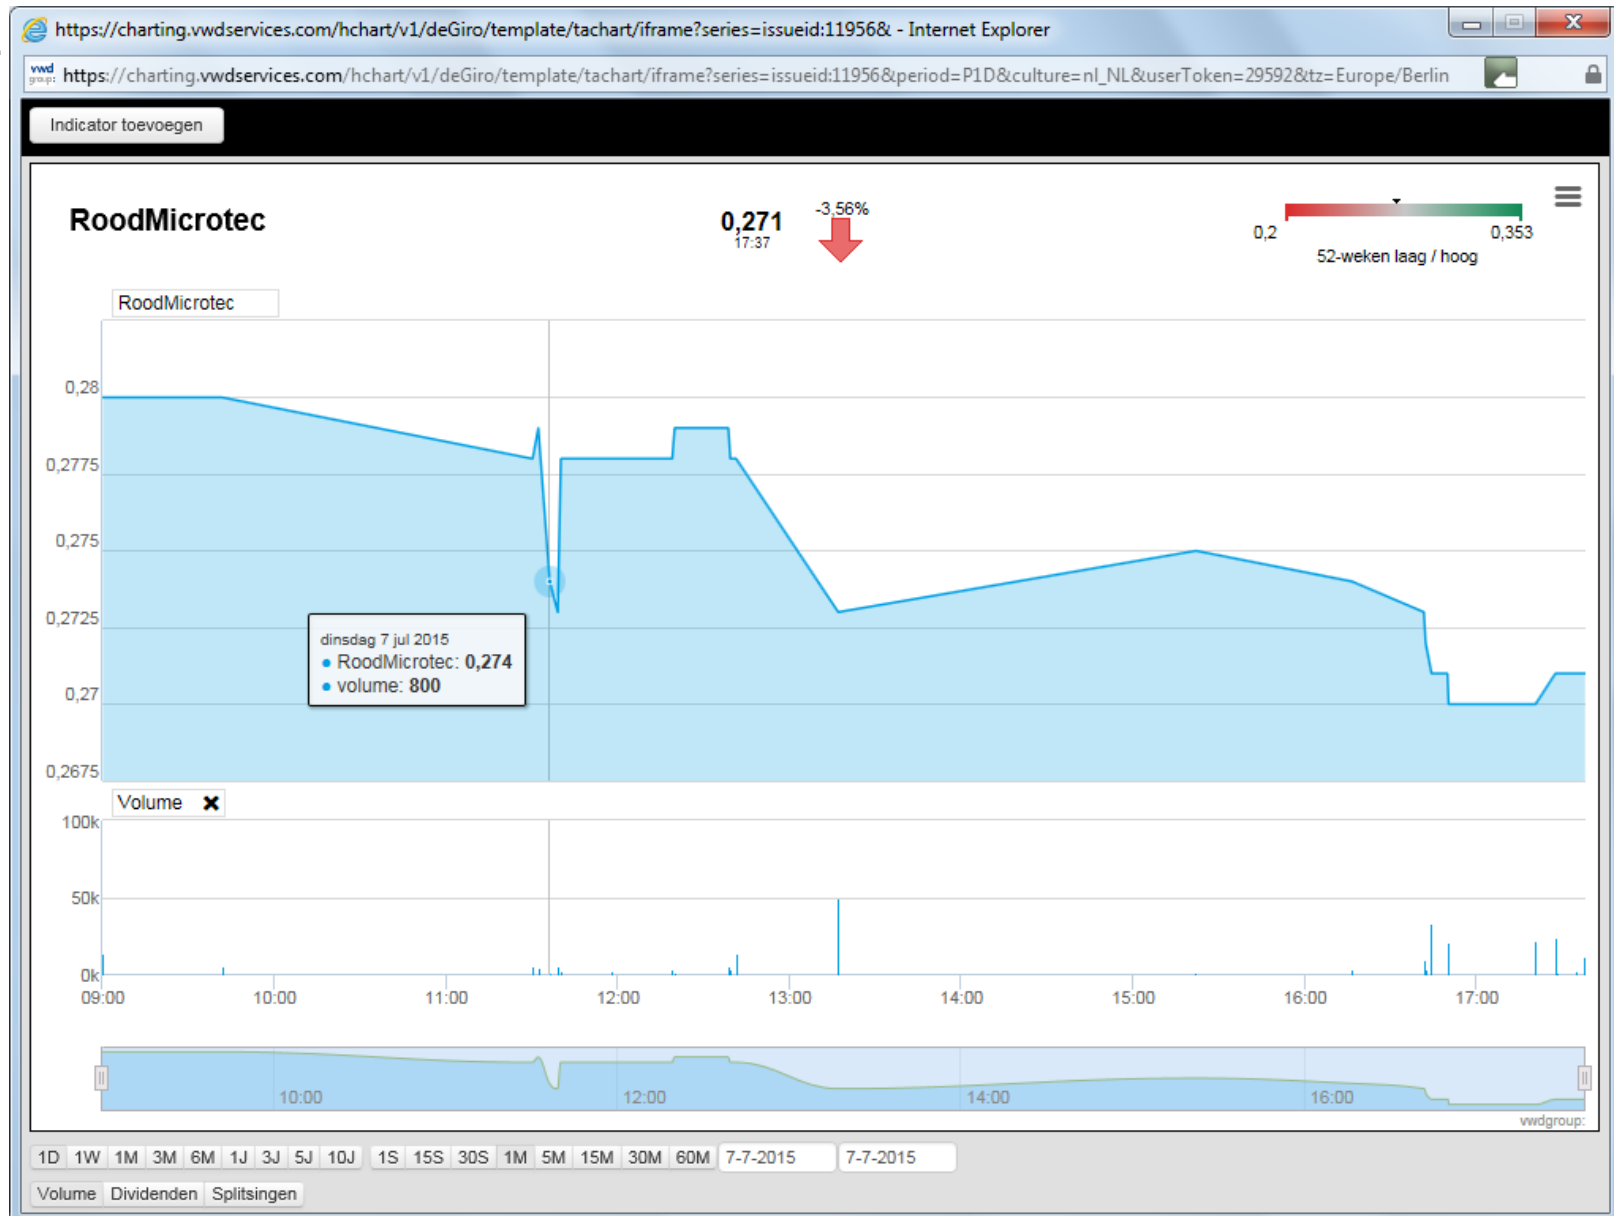 https://charting.vwdservices.com/hchart/v1/deGiro/template/tachart/iframe?series=issueid:11956& - Internet Explorer
vwd group: https://charting.vwdservices.com/hchart/v1/deGiro/template/tachart/iframe?series=issueid:11956&period=P1D&culture=nl_NL&userToken=29592&tz=Europe/Berlin
Indicator toevoegen
RoodMicrotec
0,271
17:37
-3,56%
0,2
0,353
52-weken laag / hoog
RoodMicrotec
0,28
0,2775
0,275
0,2725
0,27
0,2675
dinsdag 7 jul 2015
RoodMicrotec: 0,274
volume: 800
Volume
100k
50k
0k
09:00 10:00 11:00 12:00 13:00 14:00 15:00 16:00 17:00
10:00 12:00 14:00 16:00
vwdgroup:
1D 1W 1M 3M 6M 1J 3J 5J 10J 1S 15S 30S 1M 5M 15M 30M 60M 7-7-2015 7-7-2015
Volume Dividenden Splitsingen